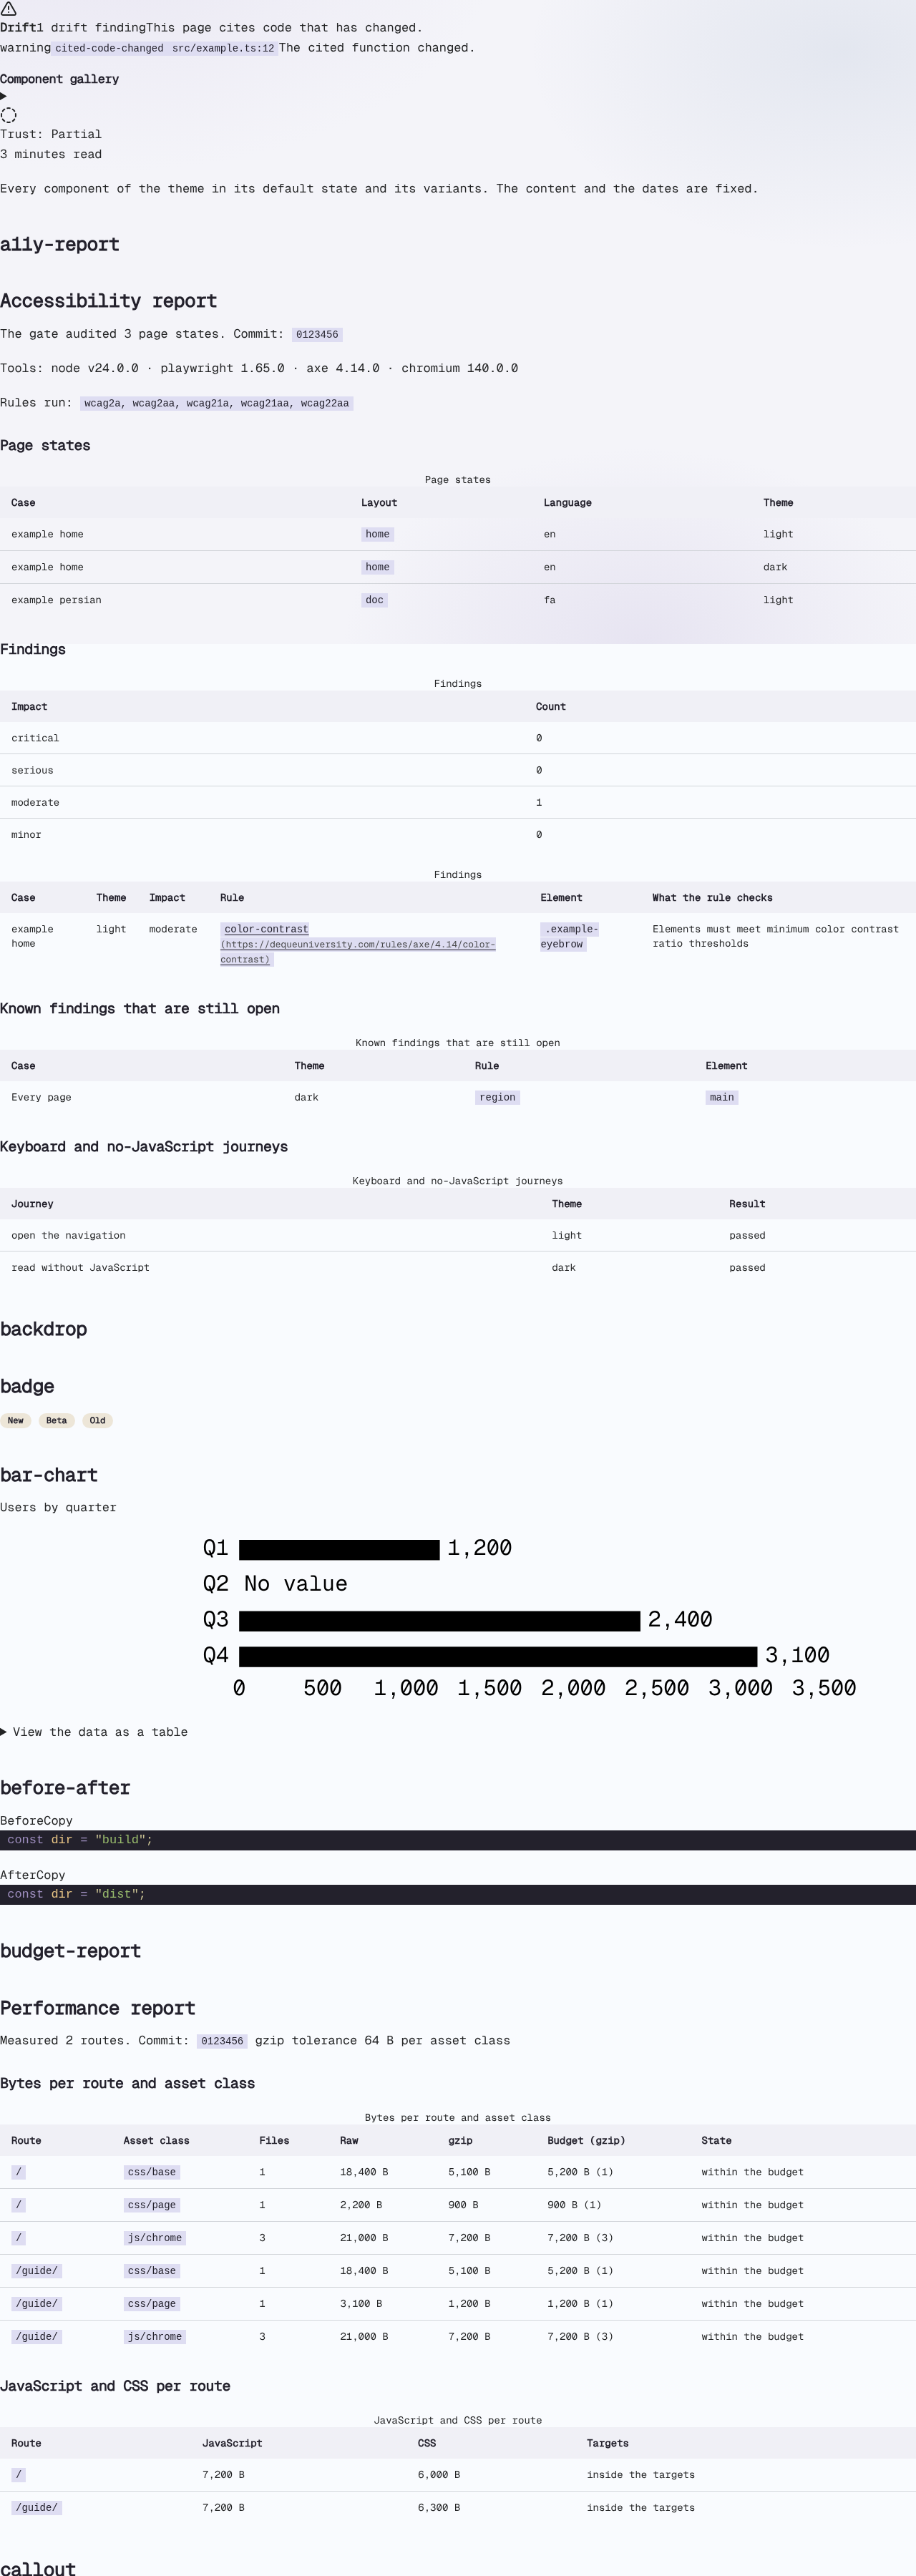 Drift1 drift findingThis page cites code that has changed.
warning cited-code-changed src/example.ts:12 The cited function changed.
Component gallery
Trust: Partial
3 minutes read
Every component of the theme in its default state and its variants. The content and the dates are fixed.
a11y-report
Accessibility report
The gate audited 3 page states. Commit: 0123456
Tools: node v24.0.0 · playwright 1.65.0 · axe 4.14.0 · chromium 140.0.0
Rules run: wcag2a, wcag2aa, wcag21a, wcag21aa, wcag22aa
Page states
Page states
Case Layout Language Theme
example home home en light
example home home en dark
example persian doc fa light
Findings
Findings
Impact Count
critical 0
serious 0
moderate 1
minor 0
Findings
Case Theme Impact Rule Element What the rule checks
example home light moderate color-contrast (https://dequeuniversity.com/rules/axe/4.14/color-contrast) .example-eyebrow Elements must meet minimum color contrast ratio thresholds
Known findings that are still open
Known findings that are still open
Case Theme Rule Element
Every page dark region main
Keyboard and no-JavaScript journeys
Keyboard and no-JavaScript journeys
Journey Theme Result
open the navigation light passed
read without JavaScript dark passed
backdrop
badge
New Beta Old
bar-chart
Users by quarter
Q1 1,200
Q2 No value
Q3 2,400
Q4 3,100
0 500 1,000 1,500 2,000 2,500 3,000 3,500
View the data as a table
before-after
BeforeCopy
const dir = "build";
AfterCopy
const dir = "dist";
budget-report
Performance report
Measured 2 routes. Commit: 0123456 gzip tolerance 64 B per asset class
Bytes per route and asset class
Bytes per route and asset class
Route Asset class Files Raw gzip Budget (gzip) State
/ css/base 1 18,400 B 5,100 B 5,200 B (1) within the budget
/ css/page 1 2,200 B 900 B 900 B (1) within the budget
/ js/chrome 3 21,000 B 7,200 B 7,200 B (3) within the budget
/guide/ css/base 1 18,400 B 5,100 B 5,200 B (1) within the budget
/guide/ css/page 1 3,100 B 1,200 B 1,200 B (1) within the budget
/guide/ js/chrome 3 21,000 B 7,200 B 7,200 B (3) within the budget
JavaScript and CSS per route
JavaScript and CSS per route
Route JavaScript CSS Targets
/ 7,200 B 6,000 B inside the targets
/guide/ 7,200 B 6,300 B inside the targets
callout